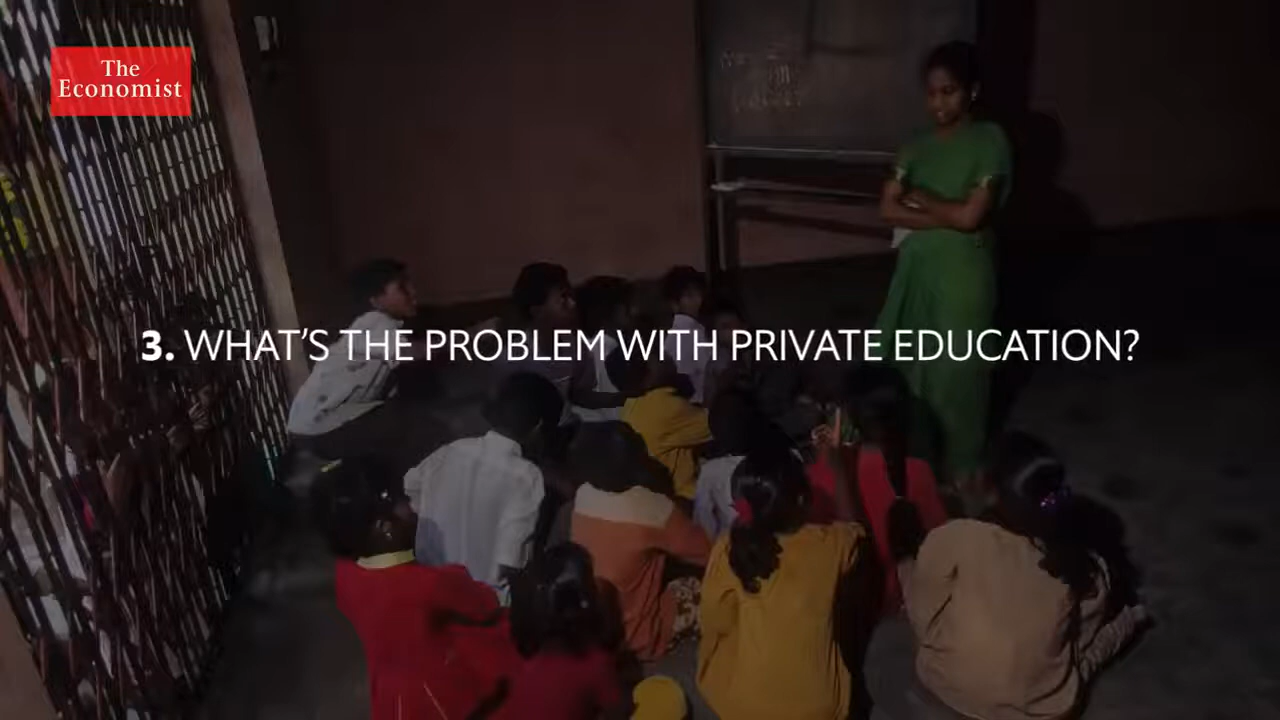 The
Economist
3. WHAT'S THE PROBLEM WITH PRIVATE EDUCATION?